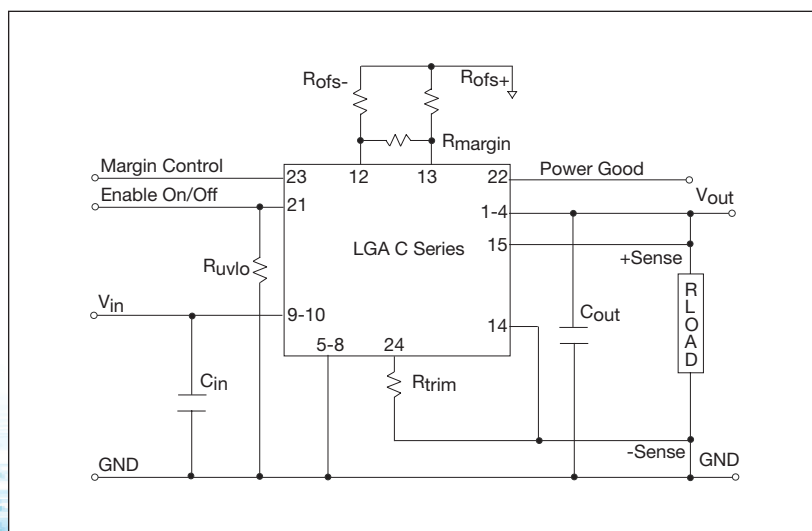 Rofs-
Rofs+
Rmargin
Margin Control
23
12
13
22
Power Good
Enable On/Off
21
1-4
Vout
LGA C Series
15
+Sense
Ruvlo
RLOAD
Vin
9-10
14
Cout
5-8
24
Cin
Rtrim
GND
-Sense
GND